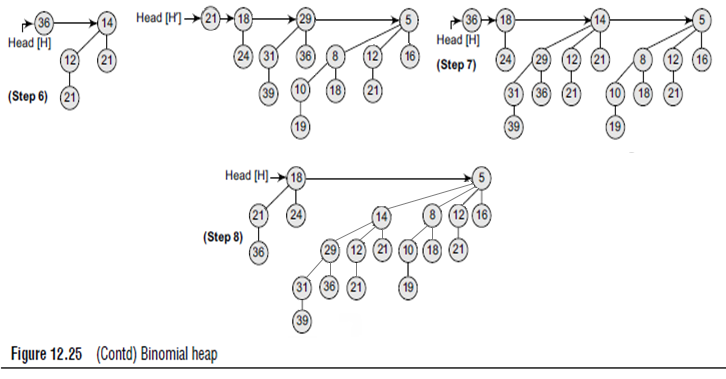 36 14
Head [H]
12 21
(Step 6) 21
Head [H'] 21 18 29 5
24 31 36 8 12 16
39 10 18 21
19
36 18 14 5
Head [H]
(Step 7) 24 29 12 21 8 12 16
31 36 21 10 18 21
39 19
Head [H] 18 5
21 24 14 8 12 16
(Step 8)
36 29 12 21 10 18 21
31 36 21 19
39
Figure 12.25 (Contd) Binomial heap